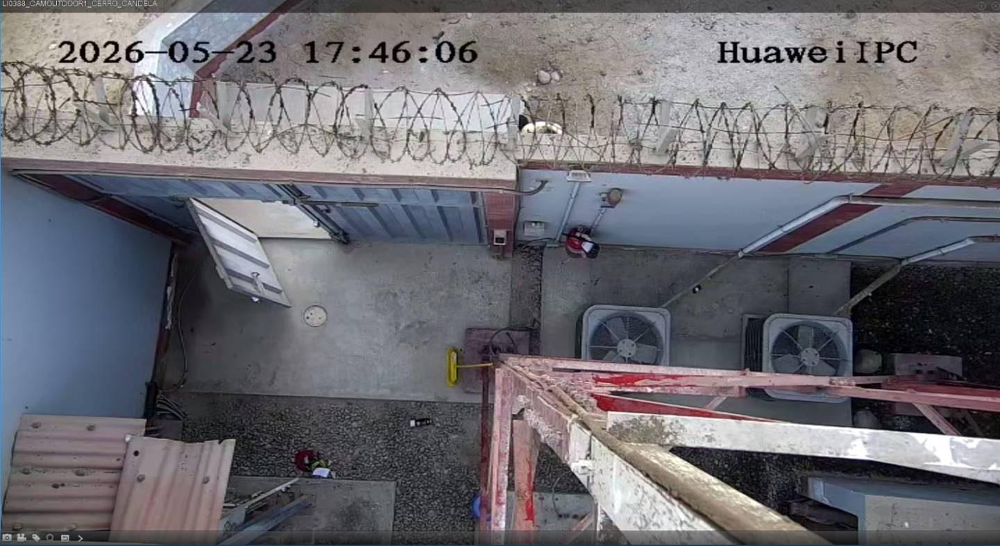 LI0388_CAMOUTDOOR1_CERRO_CANDELA
2026-05-23 17:46:06
HuaweiIPC